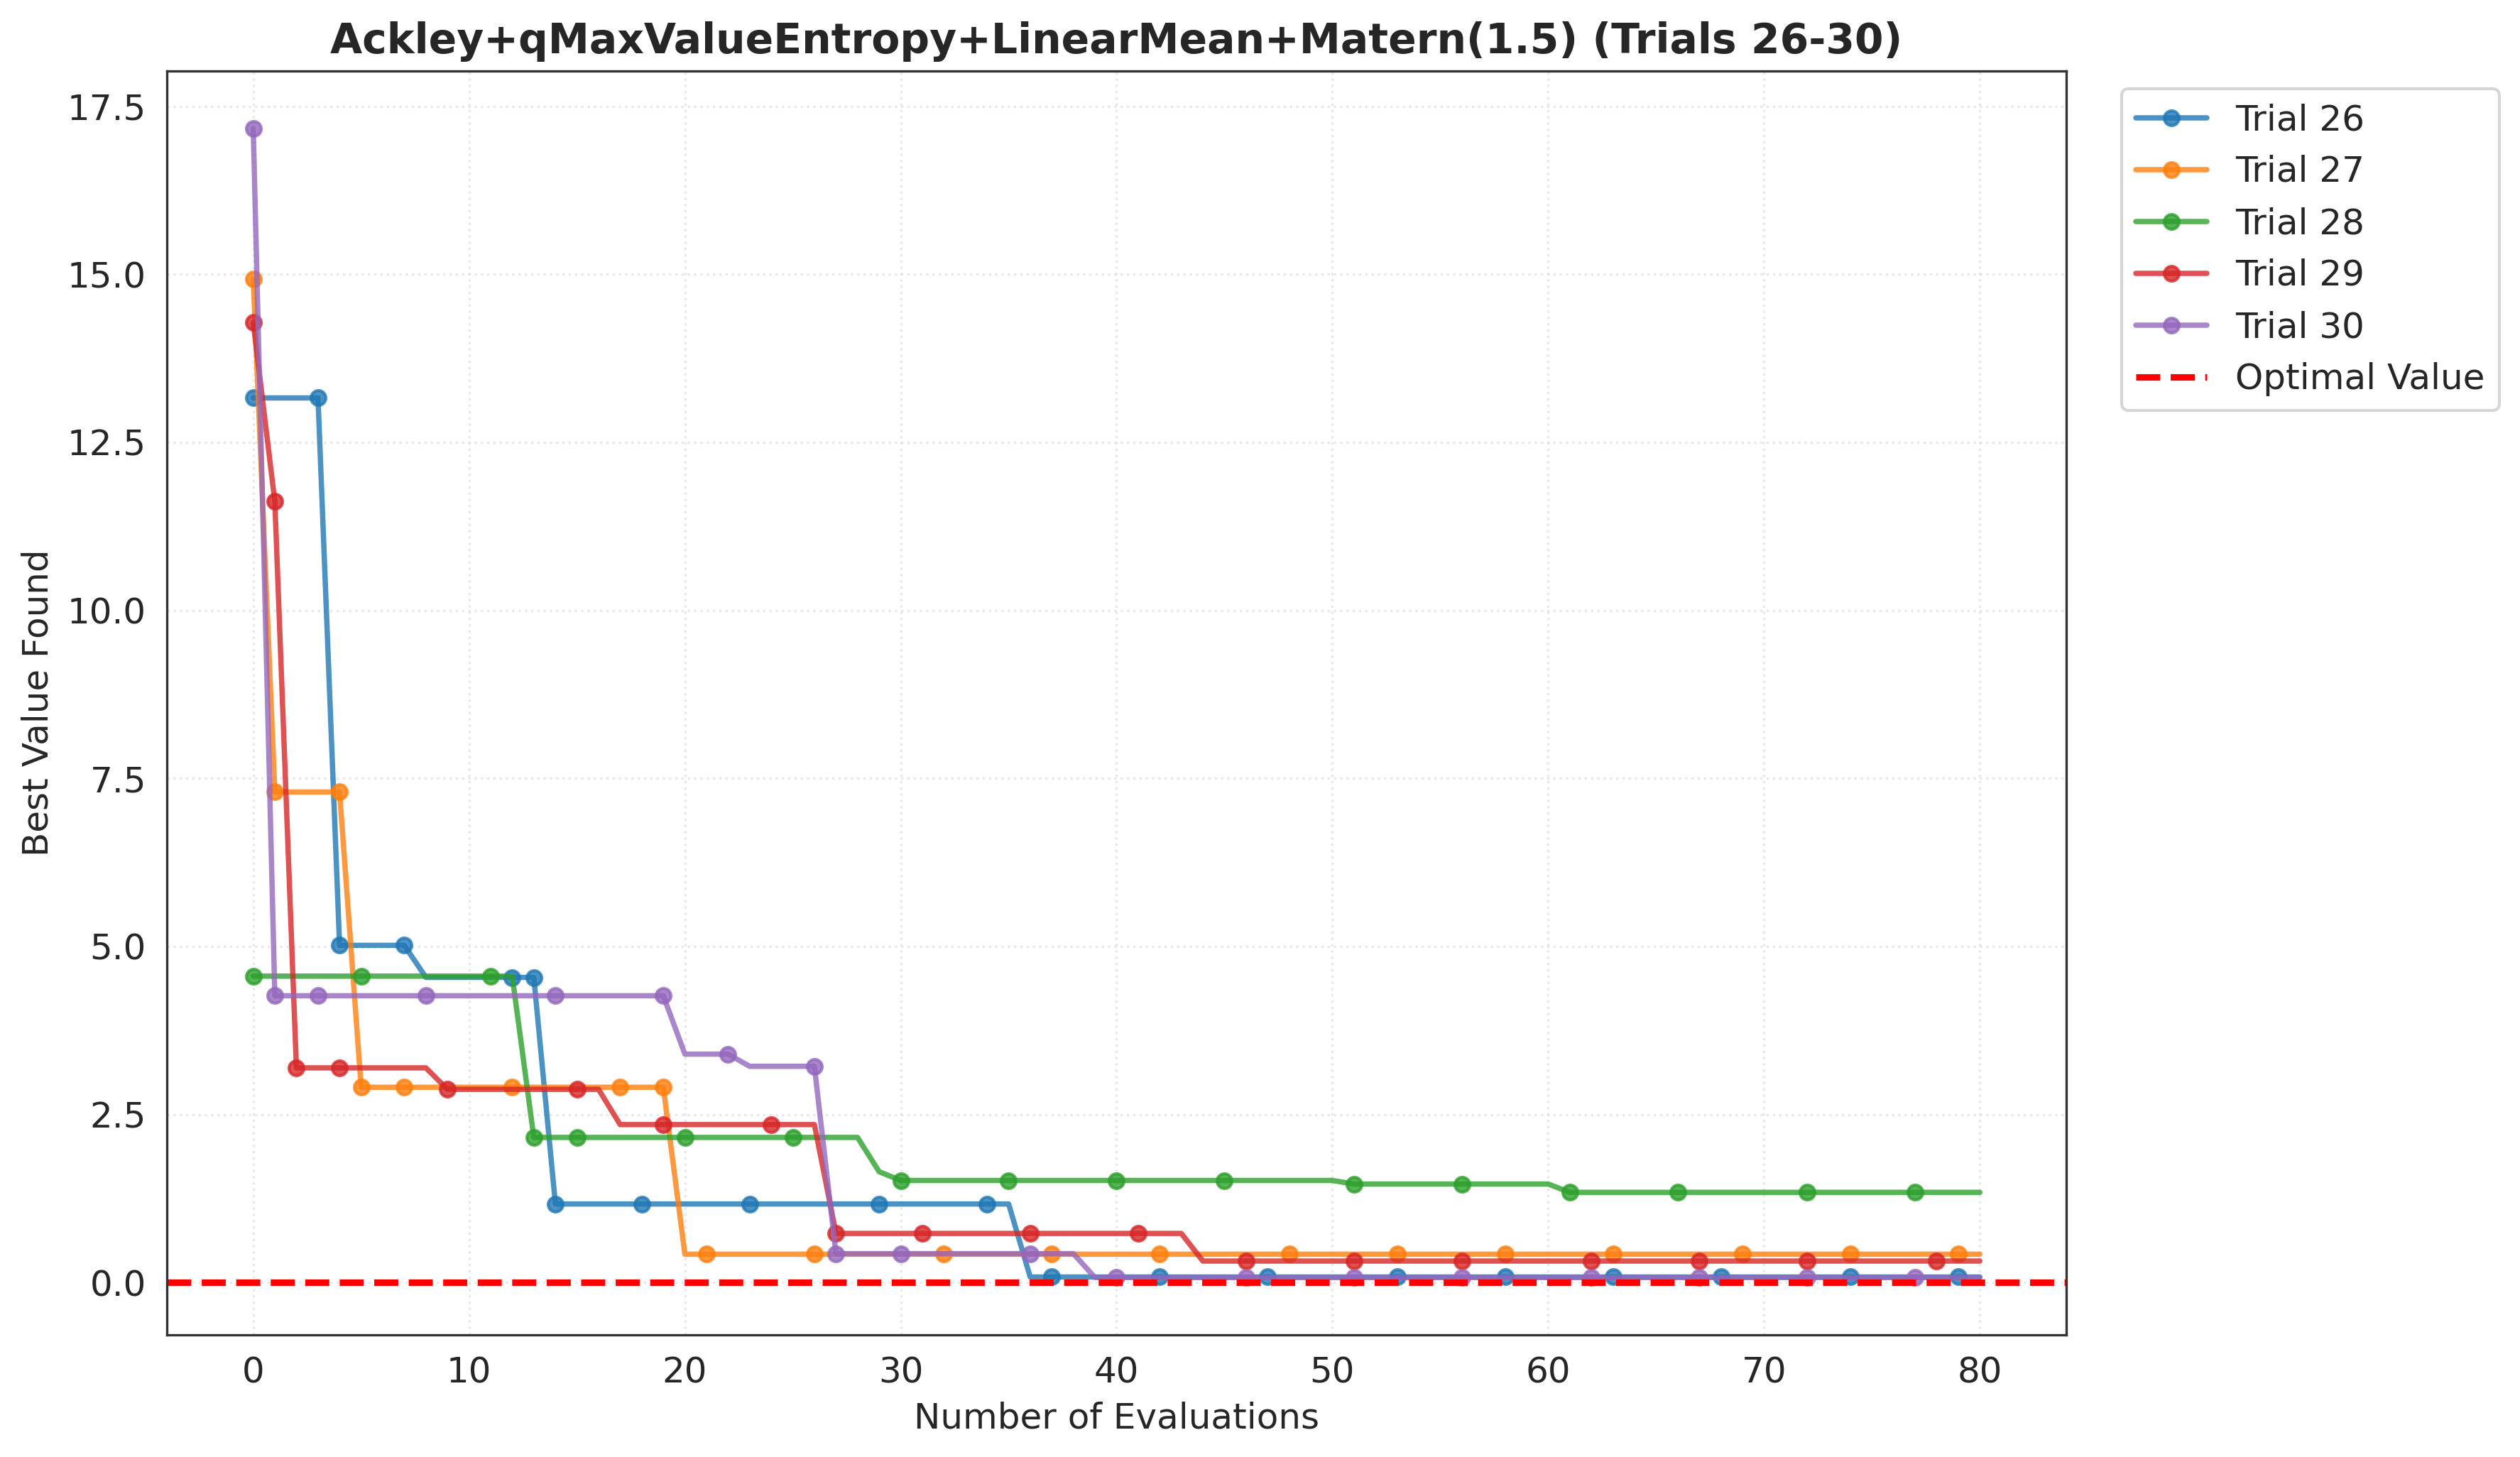 Ackley+qMaxValueEntropy+LinearMean+Matern(1.5) (Trials 26-30)
Best Value Found
17.5
15.0
12.5
10.0
7.5
5.0
2.5
0.0
0 10 20 30 40 50 60 70 80
Number of Evaluations
Trial 26
Trial 27
Trial 28
Trial 29
Trial 30
Optimal Value